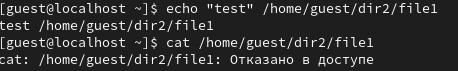 [guest@localhost ~]$ echo "test" /home/guest/dir2/file1
test /home/guest/dir2/file1
[guest@localhost ~]$ cat /home/guest/dir2/file1
cat: /home/guest/dir2/file1: Отказано в доступе